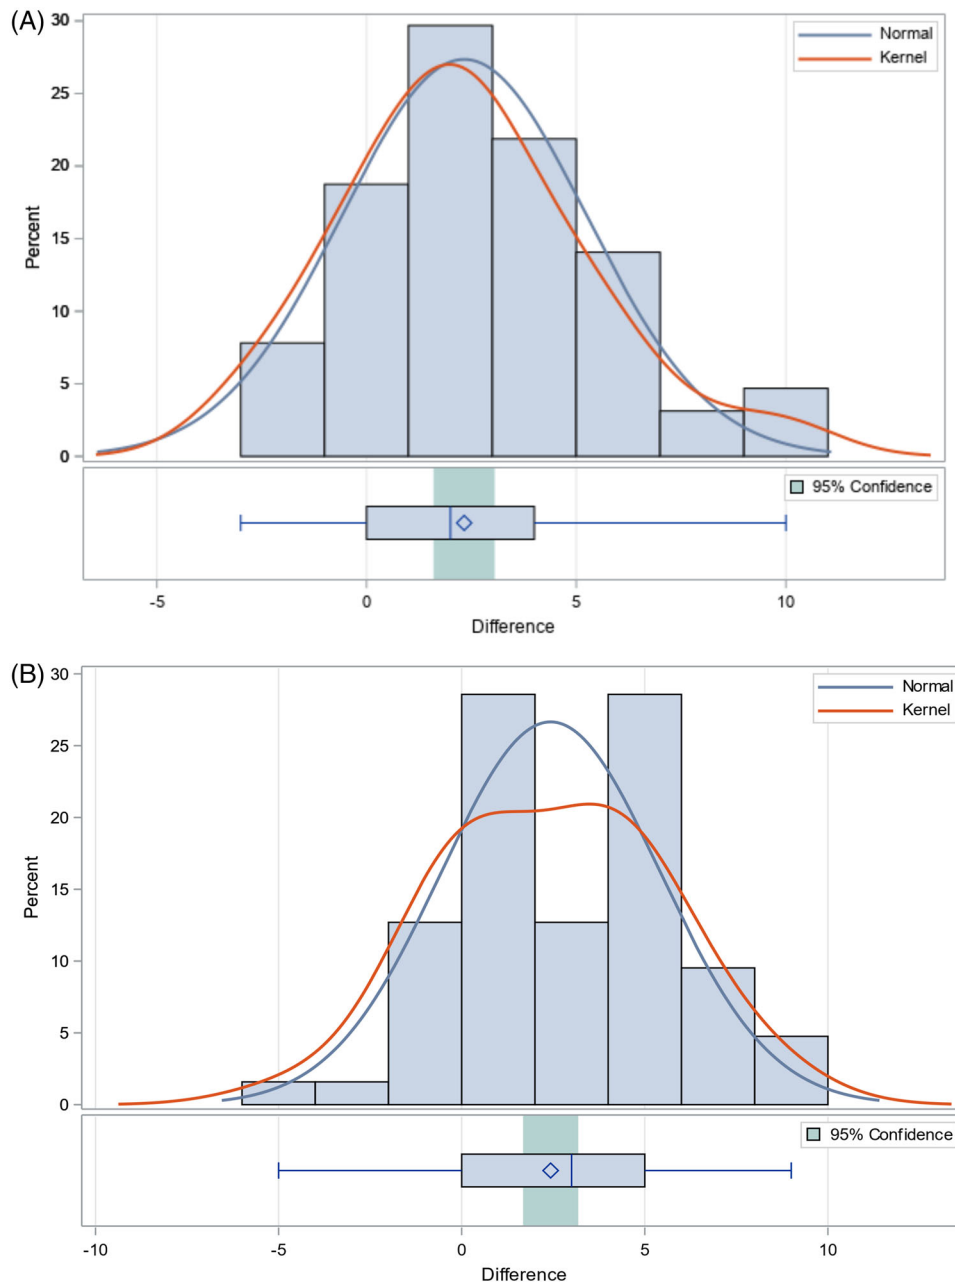 (A)
30
25
20
15
10
5
0
Percent
Normal
Kernel
95% Confidence
-5 0 5 10
Difference
(B)
30
25
20
15
10
5
0
Percent
Normal
Kernel
95% Confidence
-10 -5 0 5 10
Difference